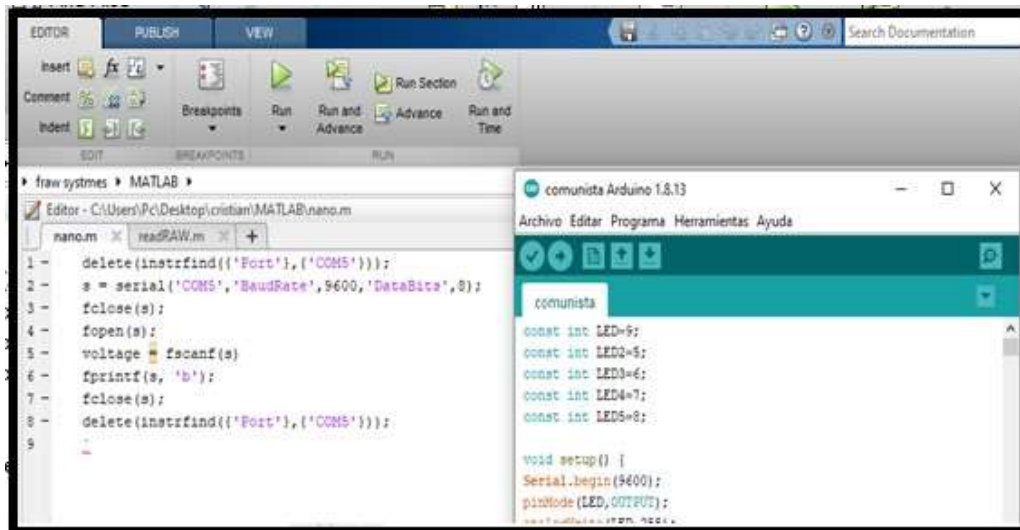 EDITOR PUBLISH VIEW
Search Documentation
Insert fx
Comment
Indent
Breakpoints
Run
Run and Advance
Run Section
Advance
Run and Time
EDIT BREAKPOINTS RUN
fraw systmes MATLAB
Editor - C:\Users\Pc\Desktop\cristian\MATLAB\nano.m
nano.m readRAW.m +
1 - delete(instrfind({'Port'},{'COM5'}));
2 - s = serial('COM5','BaudRate',9600,'DataBits',8);
3 - fclose(s);
4 - fopen(s);
5 - voltage = fscanf(s)
6 - fprintf(s, 'b');
7 - fclose(s);
8 - delete(instrfind({'Port'},{'COM5'}));
9
comunista Arduino 1.8.13
Archivo Editar Programa Herramientas Ayuda
comunista
const int LED=9;
const int LED2=5;
const int LED3=6;
const int LED4=7;
const int LED5=8;
void setup() {
Serial.begin(9600);
pinMode(LED,OUTPUT);